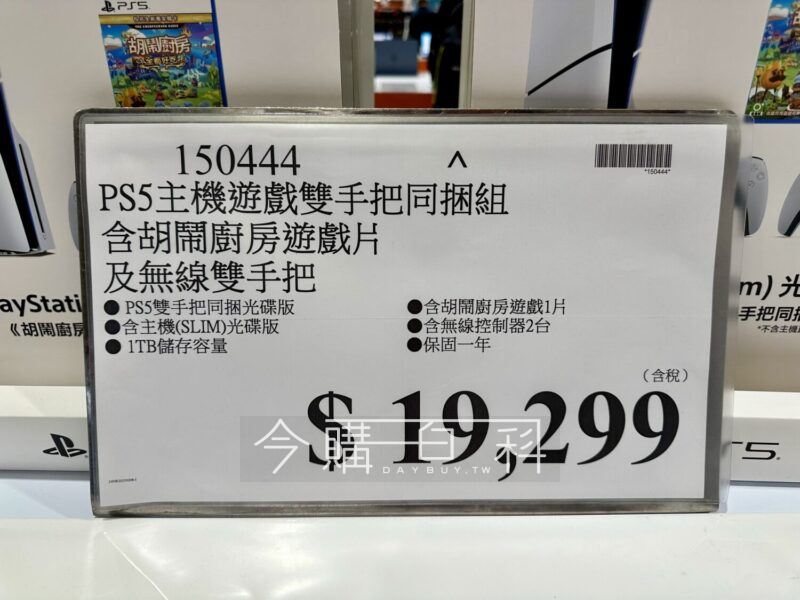 PS5
胡鬧廚房
150444
^
*150444*
PS5主機遊戲雙手把同捆組
含胡鬧廚房遊戲片
及無線雙手把
● PS5雙手把同捆光碟版
●含胡鬧廚房遊戲1片
●含主機(SLIM)光碟版
●含無線控制器2台
● 1TB儲存容量
●保固一年
(含稅)
$ 19,299
今購百科
DAYBUY.TW
ayStati
《胡鬧廚房
m) 光
手把同捆
*不含主機
PS5